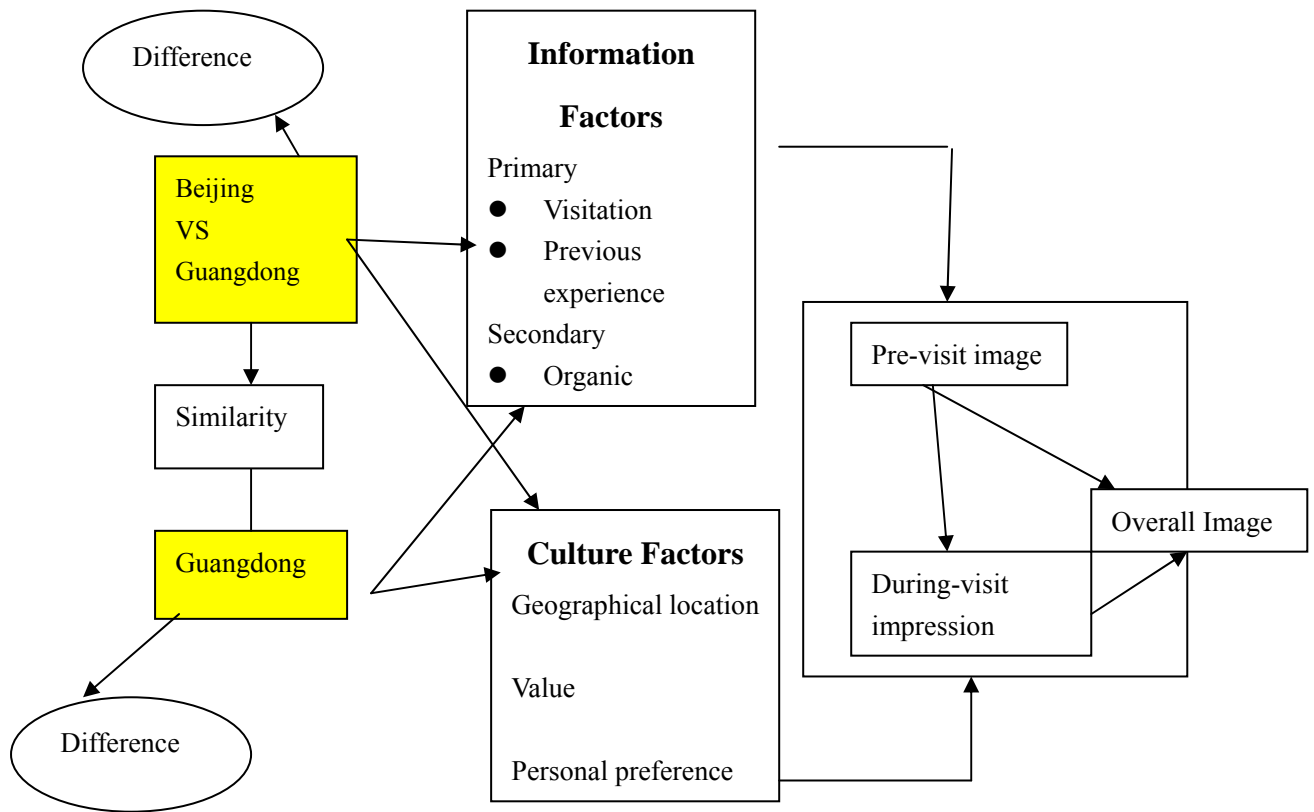 Difference
Beijing
VS
Guangdong
Similarity
Guangdong
Difference
Information
Factors
Primary
● Visitation
● Previous
experience
Secondary
● Organic
Culture Factors
Geographical location
Value
Personal preference
Pre-visit image
During-visit
impression
Overall Image